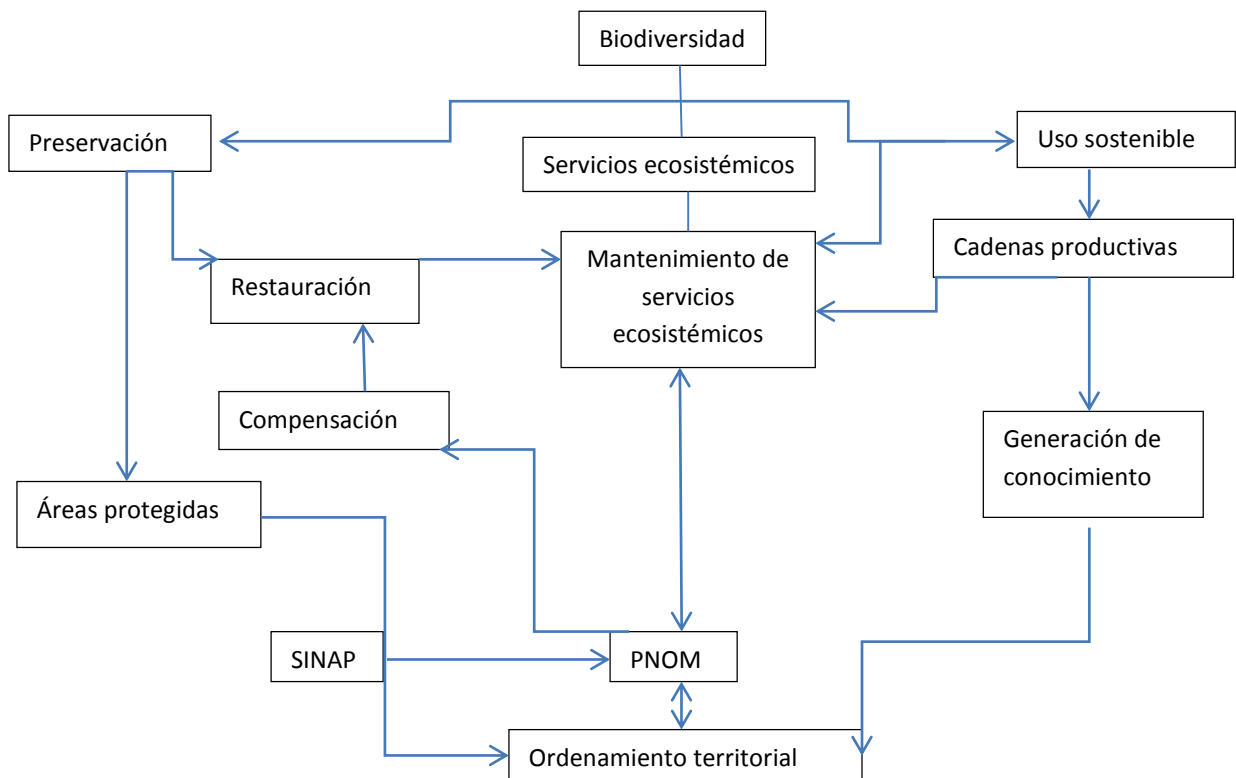 Biodiversidad
Preservación
Uso sostenible
Servicios ecosistémicos
Mantenimiento de
servicios
ecosistémicos
Cadenas productivas
Restauración
Compensación
Generación de
conocimiento
Áreas protegidas
SINAP
PNOM
Ordenamiento territorial